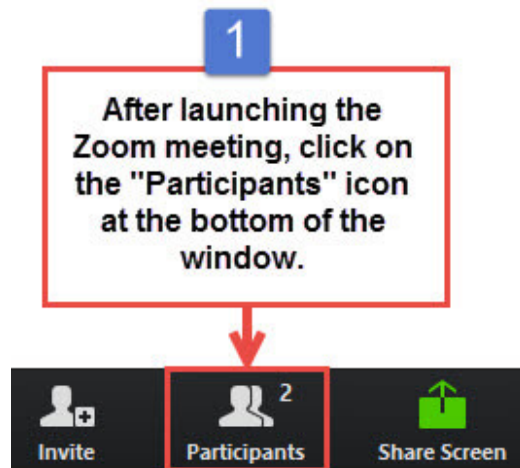 1
After launching the
Zoom meeting, click on
the "Participants" icon
at the bottom of the
window.
2
Invite Participants Share Screen